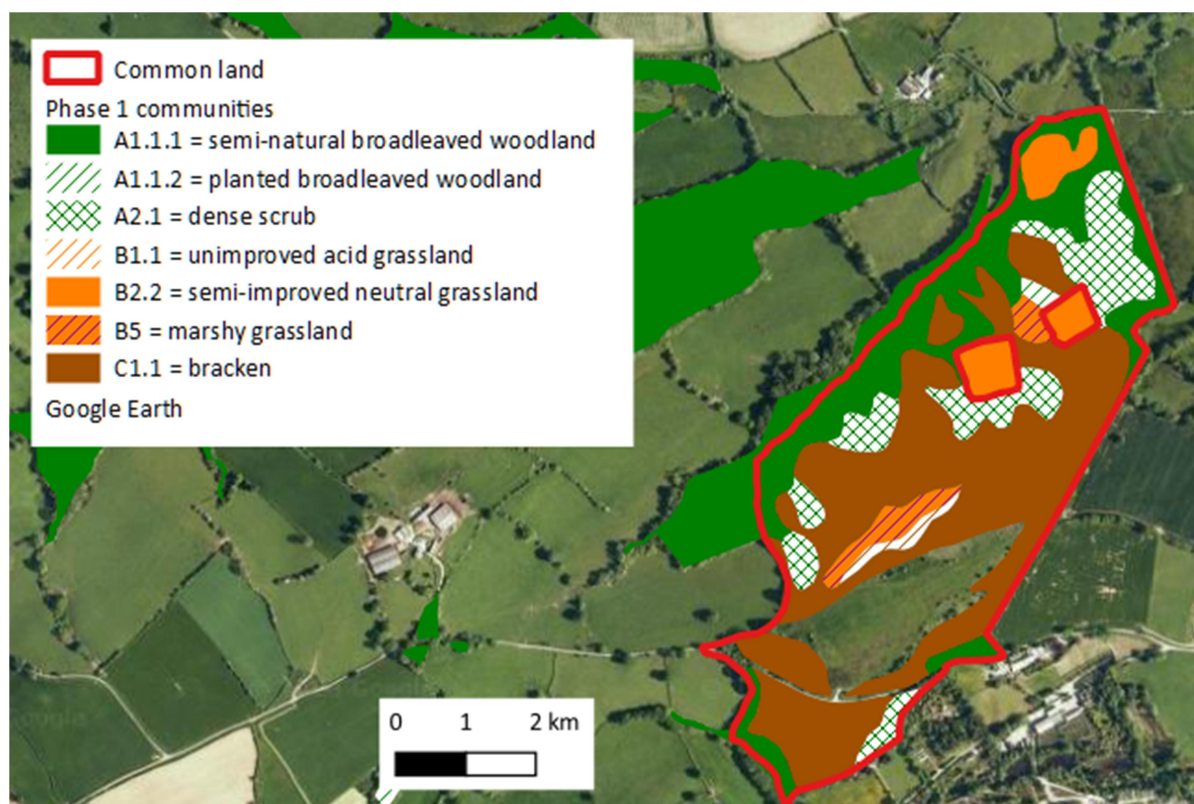 Common land
Phase 1 communities
A1.1.1 = semi-natural broadleaved woodland
A1.1.2 = planted broadleaved woodland
A2.1 = dense scrub
B1.1 = unimproved acid grassland
B2.2 = semi-improved neutral grassland
B5 = marshy grassland
C1.1 = bracken
Google Earth
0 1 2 km